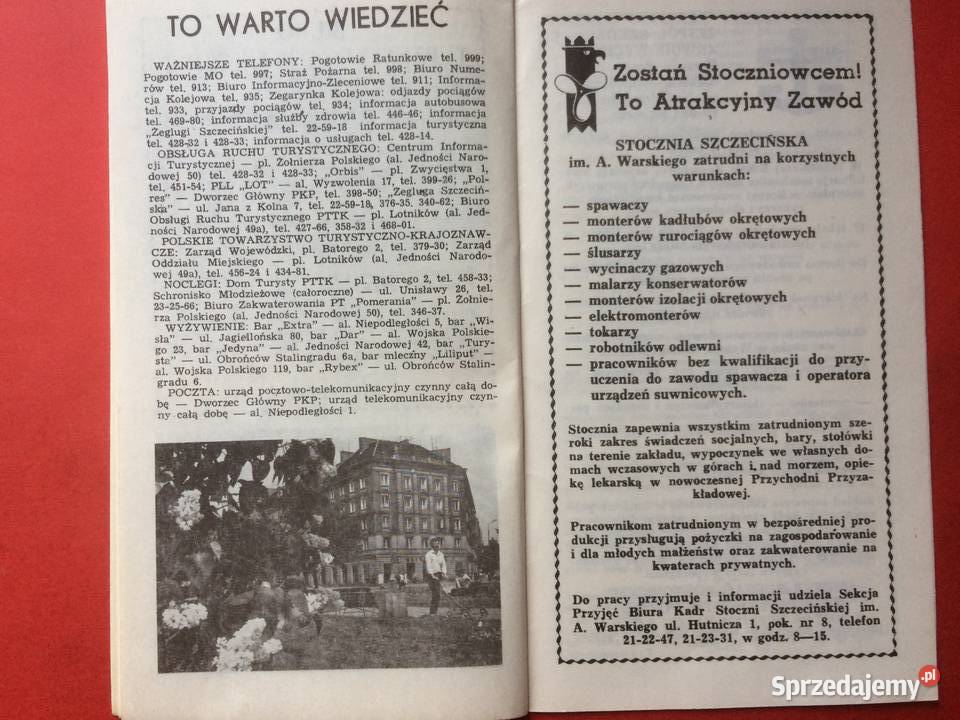 TO WARTO WIEDZIEĆ
WAŻNIEJSZE TELEFONY: Pogotowie Ratunkowe tel. 999;
Pogotowie MO tel. 997; Straż Pożarna tel. 998; Biuro Nume-
rów tel. 913; Biuro Informacyjno-Zleceniowe tel. 911; Informa-
cja Kolejowa tel, 935; Zegarynka Kolejowa: odjazdy pociągów
tel. 933, przyjazdy pociągów tel. 934; informacja autobusowa
tel. 469-80; informacja służby zdrowia tel. 446-46; informacja
„Żeglugi Szczecińskiej" tel. 22-59-18 informacja turystyczna
tel. 428-32 i 428-33; informacja o usługach tel. 428-14.
OBSŁUGA RUCHU TURYSTYCZNEGO: Centrum Informa-
cji Turystycznej — pl. Żołnierza Polskiego (al. Jedności Naro-
dowej 50) tel. 428-32 i 428-33; „Orbis" — pl. Zwycięstwa 1,
tel. 451-54; PLL „LOT" — al. Wyzwolenia 17, tel. 399-26; „Pol-
res" — Dworzec Główny PKP, tel. 398-50; „Żegluga Szczeciń-
ska" — ul. Jana z Kolna 7, tel. 22-59-18, 376-35. 340-62; Biuro
Obsługi Ruchu Turystycznego PTTK — pl. Lotników (al. Jed-
ności Narodowej 49a), tel. 427-66, 358-32 i 468-01.
POLSKIE TOWARZYSTWO TURYSTYCZNO-KRAJOZNAW-
CZE: Zarząd Wojewódzki, pl. Batorego 2, tel. 379-30; Zarząd
Oddziału Miejskiego — pl. Lotników (al. Jedności Narodo-
wej 49a), tel. 456-24 i 434-81.
NOCLEGI: Dom Turysty PTTK — pl. Batorego 2, tel. 458-33;
Schronisko Młodzieżowe (całoroczne) — ul. Unisławy 26, tel.
23-25-66; Biuro Zakwaterowania PT „Pomerania" — pl. Żołnie-
rza Polskiego (al. Jedności Narodowej 50), tel. 346-37.
WYŻYWIENIE: Bar „Extra" — al. Niepodległości 5, bar „Wi-
sła" — ul. Jagiellońska 80, bar „Dar" — al. Wojska Polskie-
go 23, bar „Jedyna" — al. Jedności Narodowej 42, bar „Tury-
sta" — ul. Obrońców Stalingradu 6a, bar mleczny „Liliput" —
al. Wojska Polskiego 119, bar „Rybex" — ul. Obrońców Stalin-
gradu 6.
POCZTA: urząd pocztowo-telekomunikacyjny czynny całą do-
bę — Dworzec Główny PKP; urząd telekomunikacyjny czyn-
ny całą dobę — al. Niepodległości 1.
Zostań Stoczniowcem!
To Atrakcyjny Zawód
STOCZNIA SZCZECIŃSKA
im. A. Warskiego zatrudni na korzystnych
warunkach:
— spawaczy
— monterów kadłubów okrętowych
— monterów rurociągów okrętowych
— ślusarzy
— wycinaczy gazowych
— malarzy konserwatorów
— monterów izolacji okrętowych
— elektromonterów
— tokarzy
— robotników odlewni
— pracowników bez kwalifikacji do przy-
uczenia do zawodu spawacza i operatora
urządzeń suwnicowych.
Stocznia zapewnia wszystkim zatrudnionym sze-
roki zakres świadczeń socjalnych, bary, stołówki
na terenie zakładu, wypoczynek we własnych do-
mach wczasowych w górach i, nad morzem, opie-
kę lekarską w nowoczesnej Przychodni Przyza-
kładowej.
Pracownikom zatrudnionym w bezpośredniej pro-
dukcji przysługują pożyczki na zagospodarowanie
i dla młodych małżeństw oraz zakwaterowanie na
kwaterach prywatnych.
Do pracy przyjmuje i informacji udziela Sekcja
Przyjęć Biura Kadr Stoczni Szczecińskiej im.
A. Warskiego ul. Hutnicza 1, pok. nr 8, telefon
21-22-47, 21-23-31, w godz. 8—15.
Sprzedajemy.pl